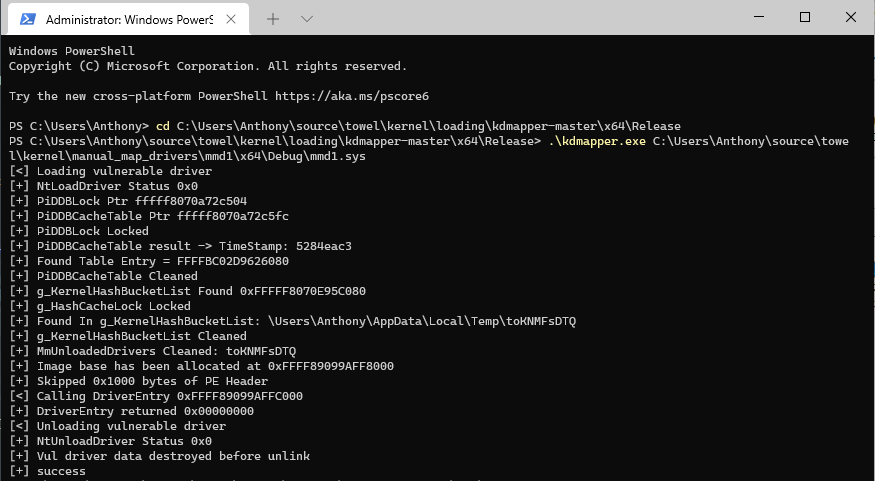 Administrator: Windows PowerS
Windows PowerShell
Copyright (C) Microsoft Corporation. All rights reserved.
Try the new cross-platform PowerShell https://aka.ms/pscore6
PS C:\Users\Anthony> cd C:\Users\Anthony\source\towel\kernel\loading\kdmapper-master\x64\Release
PS C:\Users\Anthony\source\towel\kernel\loading\kdmapper-master\x64\Release> .\kdmapper.exe C:\Users\Anthony\source\towe
l\kernel\manual_map_drivers\mmd1\x64\Debug\mmd1.sys
[<] Loading vulnerable driver
[+] NtLoadDriver Status 0x0
[+] PiDDBLock Ptr fffff8070a72c504
[+] PiDDBCacheTable Ptr fffff8070a72c5fc
[+] PiDDBLock Locked
[+] PiDDBCacheTable result -> TimeStamp: 5284eac3
[+] Found Table Entry = FFFFBC02D9626080
[+] PiDDBCacheTable Cleaned
[+] g_KernelHashBucketList Found 0xFFFFF8070E95C080
[+] g_HashCacheLock Locked
[+] Found In g_KernelHashBucketList: \Users\Anthony\AppData\Local\Temp\toKNMFsDTQ
[+] g_KernelHashBucketList Cleaned
[+] MmUnloadedDrivers Cleaned: toKNMFsDTQ
[+] Image base has been allocated at 0xFFFF89099AFF8000
[+] Skipped 0x1000 bytes of PE Header
[<] Calling DriverEntry 0xFFFF89099AFFC000
[+] DriverEntry returned 0x00000000
[<] Unloading vulnerable driver
[+] NtUnloadDriver Status 0x0
[+] Vul driver data destroyed before unlink
[+] success